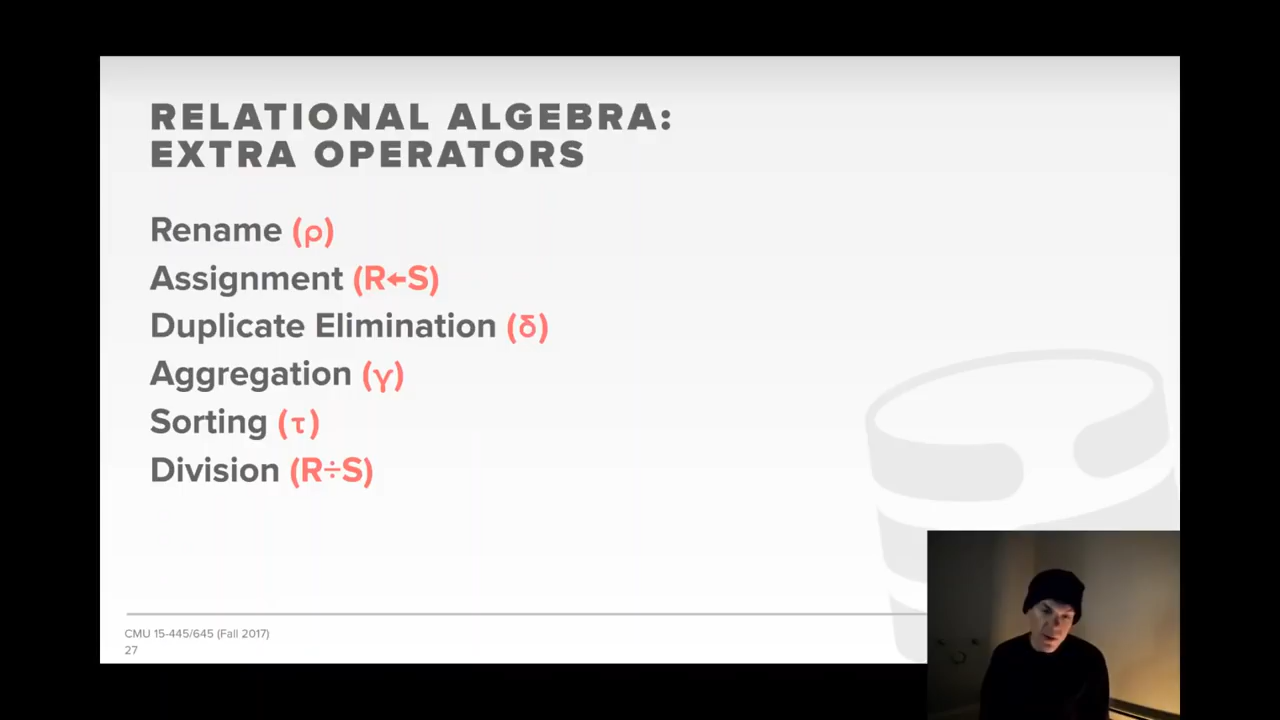 RELATIONAL ALGEBRA:
EXTRA OPERATORS
Rename (ρ)
Assignment (R←S)
Duplicate Elimination (δ)
Aggregation (γ)
Sorting (τ)
Division (R÷S)
CMU 15-445/645 (Fall 2017)
27